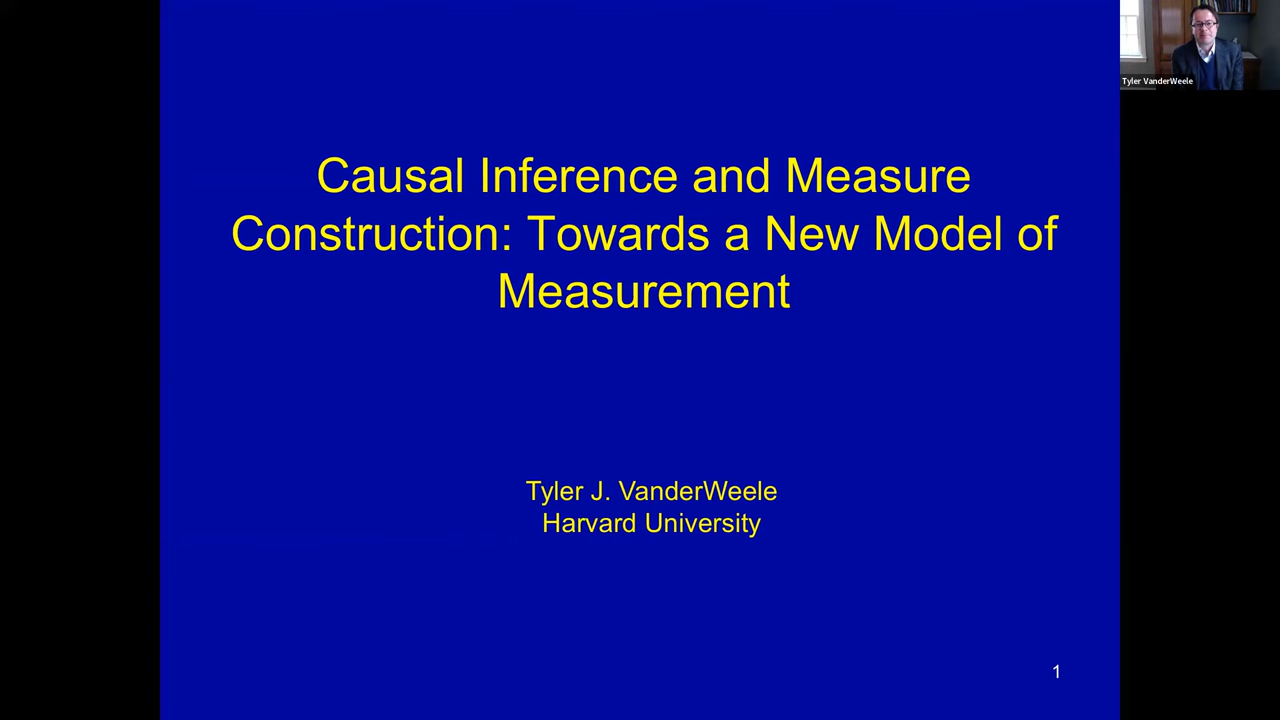 Causal Inference and Measure
Construction: Towards a New Model of
Measurement
Tyler J. VanderWeele
Harvard University
1
Tyler VanderWeele